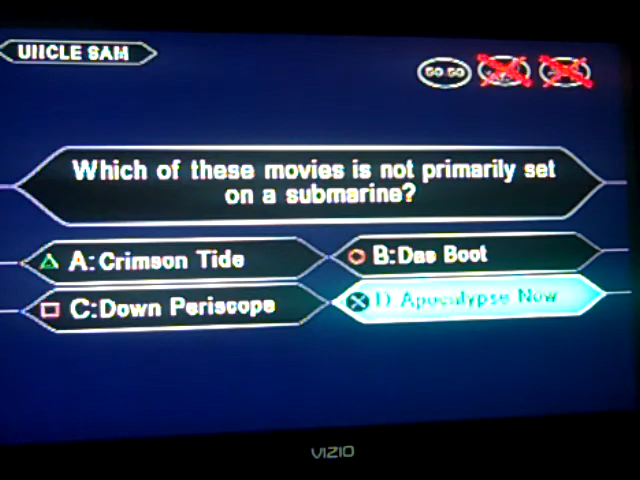 UNCLE SAM
50:50
Which of these movies is not primarily set
on a submarine?
A: Crimson Tide
B: Das Boot
C: Down Periscope
D: Apocalypse Now
VIZIO